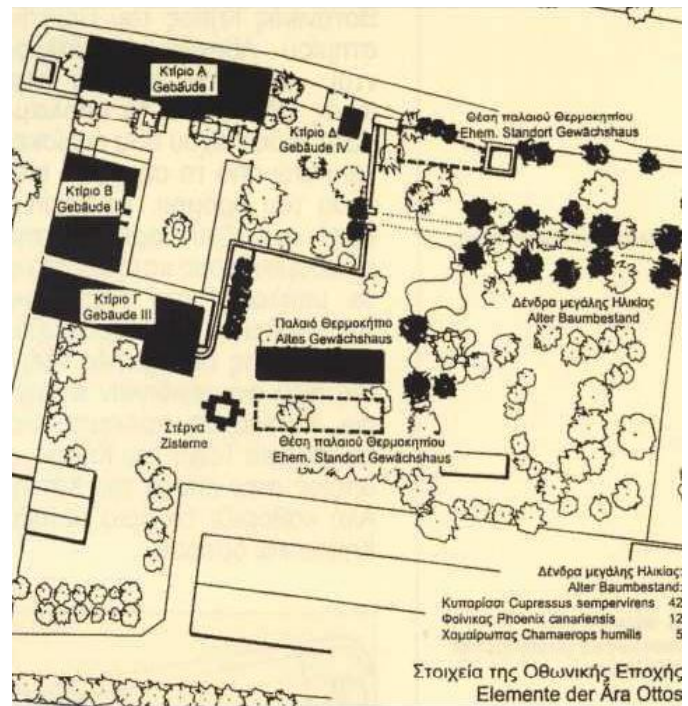 Κτίριο Α
Gebäude I
Κτίριο Δ
Gebäude IV
Θέση παλαιού Θερμοκηπίου
Ehem. Standort Gewächshaus
Κτίριο Β
Gebäude II
Κτίριο Γ
Gebäude III
Δένδρα μεγάλης Ηλικίας
Alter Baumbestand
Παλαιό Θερμοκήπιο
Altes Gewächshaus
Στέρνα
Zisterne
Θέση παλαιού Θερμοκηπίου
Ehem. Standort Gewächshaus
Δένδρα μεγάλης Ηλικίας:
Alter Baumbestand:
Κυπαρίσσι Cupressus sempervirens 42
Φοίνικας Phoenix canariensis 12
Χαμαίρωπας Chamaerops humilis 5
Στοιχεία της Οθωνικής Εποχής
Elemente der Ära Ottos